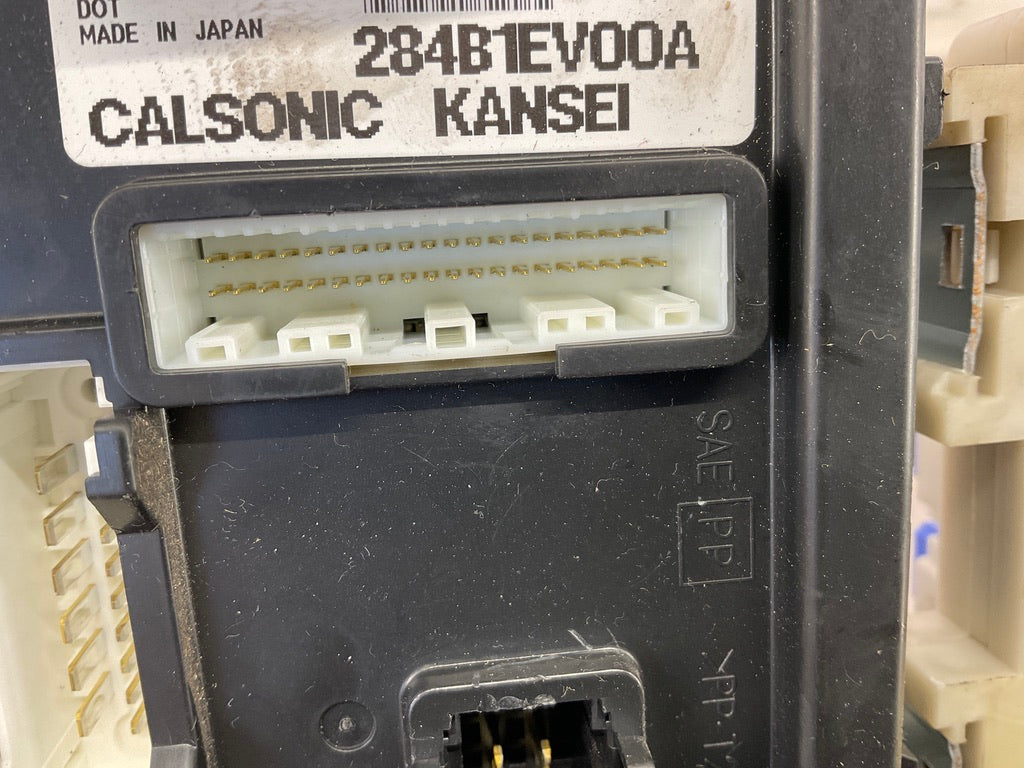 DOT
MADE IN JAPAN
284B1EV00A
CALSONIC KANSEI
SAE
PP